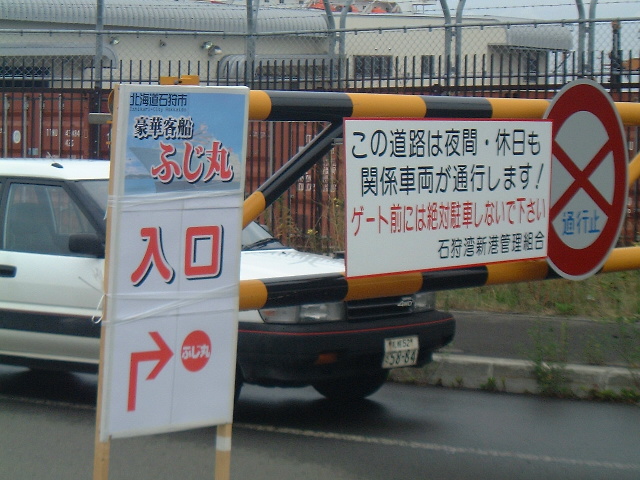 北海道石狩市
豪華客船
ふじ丸
入口
ふじ丸
この道路は夜間・休日も
関係車両が通行します!
ゲート前には絶対駐車しないで下さい
石狩湾新港管理組合
通行止
58-84